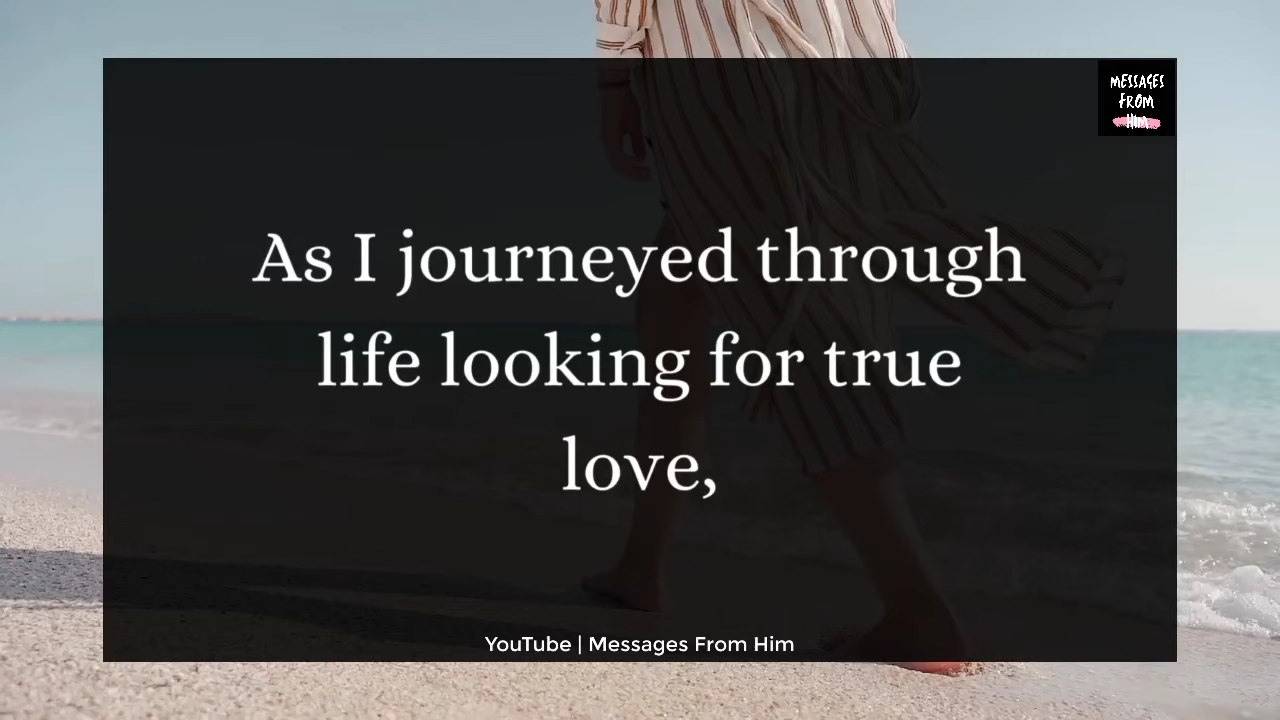 MESSAGES
FROM
HIM
As I journeyed through
life looking for true
love,
YouTube | Messages From Him